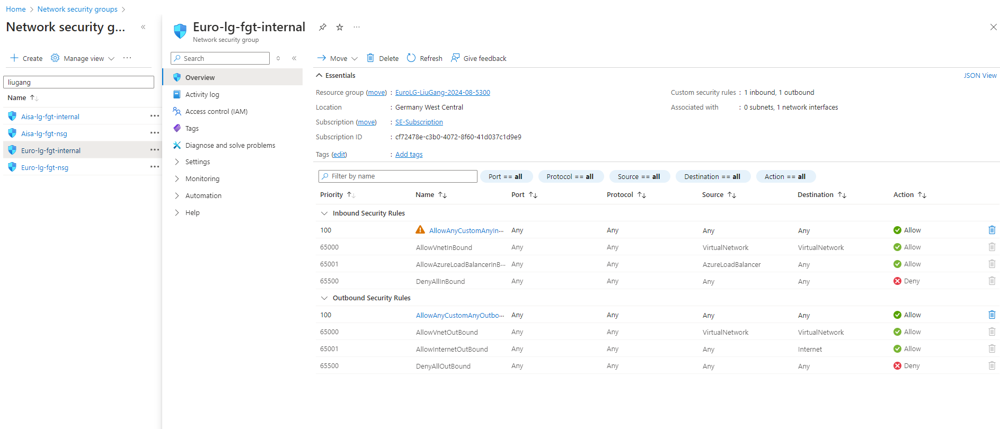 Home > Network security groups >
Network security g... «
Create Manage view ···
liugang
Name ↑↓
Aisa-lg-fgt-internal ···
Aisa-lg-fgt-nsg ···
Euro-lg-fgt-internal ···
Euro-lg-fgt-nsg ···
Euro-lg-fgt-internal ···
Network security group
Search «
Overview
Activity log
Access control (IAM)
Tags
Diagnose and solve problems
Settings
Monitoring
Automation
Help
Move Delete Refresh Give feedback
Essentials JSON View
Resource group (move) : EuroLG-LiuGang-2024-08-5300
Location : Germany West Central
Subscription (move) : SE-Subscription
Subscription ID : cf72478e-c3b0-4072-8f60-41d037c1d9e9
Tags (edit) : Add tags
Custom security rules : 1 inbound, 1 outbound
Associated with : 0 subnets, 1 network interfaces
Filter by name Port == all Protocol == all Source == all Destination == all Action == all
Priority ↑↓ Name ↑↓ Port ↑↓ Protocol ↑↓ Source ↑↓ Destination ↑↓ Action ↑↓
Inbound Security Rules
100 AllowAnyCustomAnyIn... Any Any Any Any Allow
65000 AllowVnetInBound Any Any VirtualNetwork VirtualNetwork Allow
65001 AllowAzureLoadBalancerInB... Any Any AzureLoadBalancer Any Allow
65500 DenyAllInBound Any Any Any Any Deny
Outbound Security Rules
100 AllowAnyCustomAnyOutbo... Any Any Any Any Allow
65000 AllowVnetOutBound Any Any VirtualNetwork VirtualNetwork Allow
65001 AllowInternetOutBound Any Any Any Internet Allow
65500 DenyAllOutBound Any Any Any Any Deny